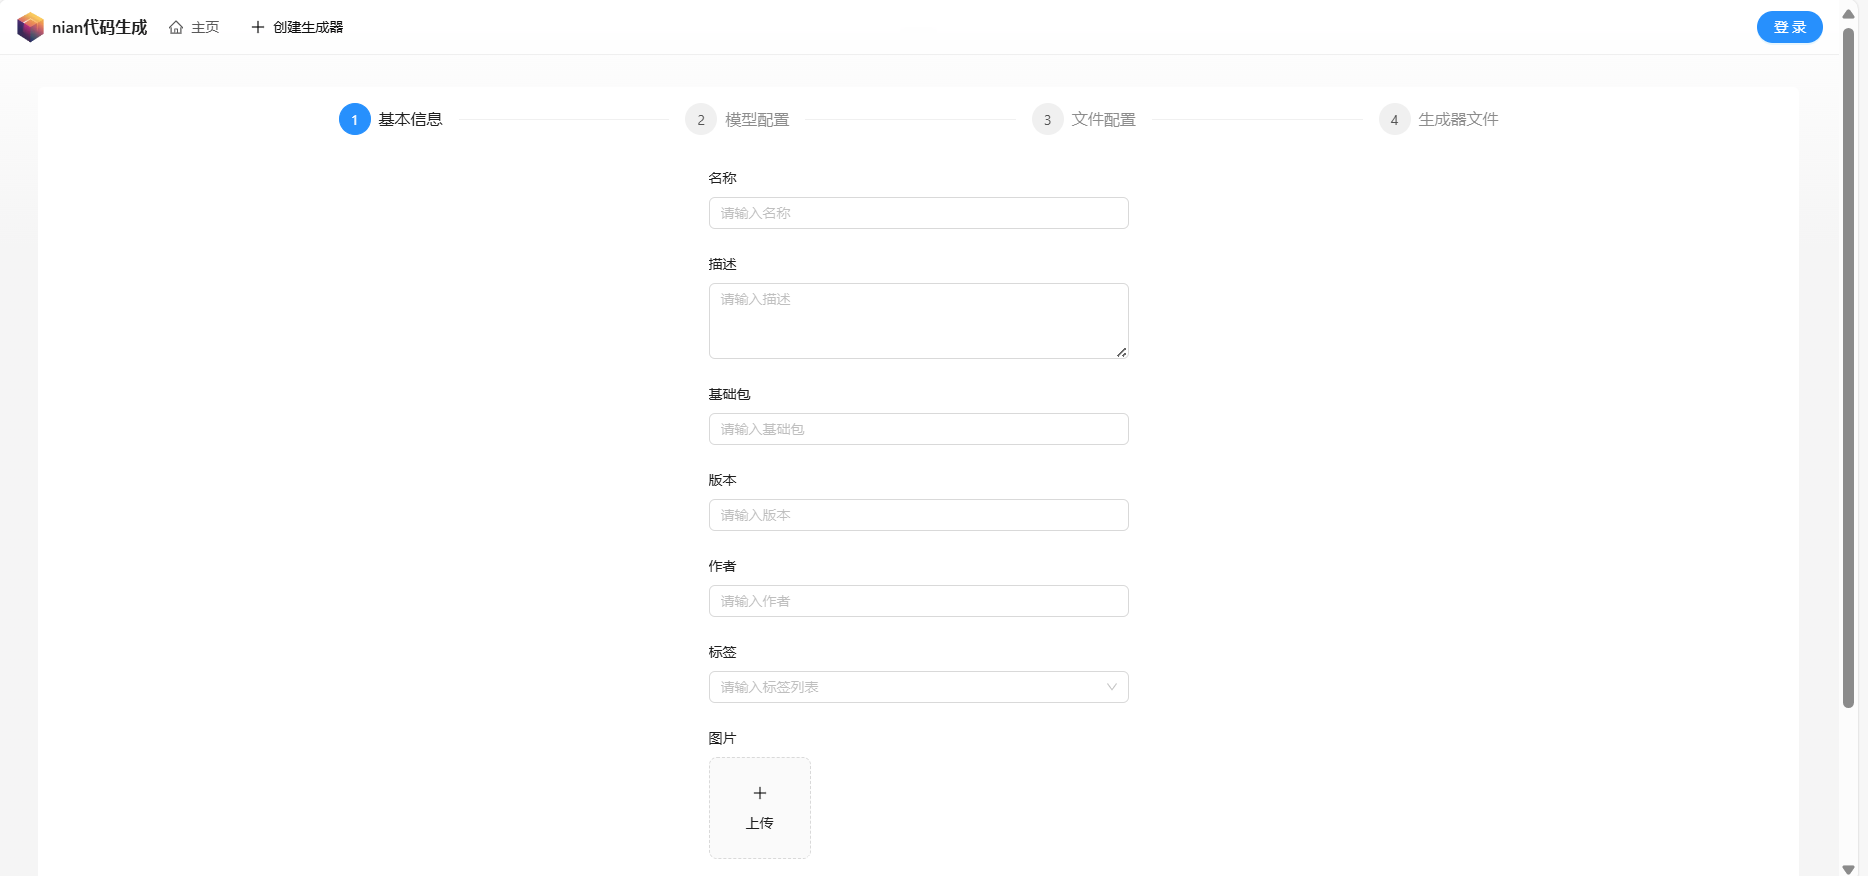 nian代码生成 主页 创建生成器 登 录
1 基本信息 2 模型配置 3 文件配置 4 生成器文件
名称
请输入名称
描述
请输入描述
基础包
请输入基础包
版本
请输入版本
作者
请输入作者
标签
请输入标签列表
图片
上传